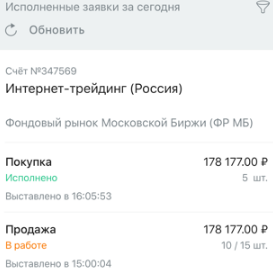 Исполненные заявки за сегодня
Обновить
Счёт №347569
Интернет-трейдинг (Россия)
Фондовый рынок Московской Биржи (ФР МБ)
Покупка 178 177.00 ₽
Исполнено 5 шт.
Выставлено в 16:05:53
Продажа 178 177.00 ₽
В работе 10 / 15 шт.
Выставлено в 15:00:04